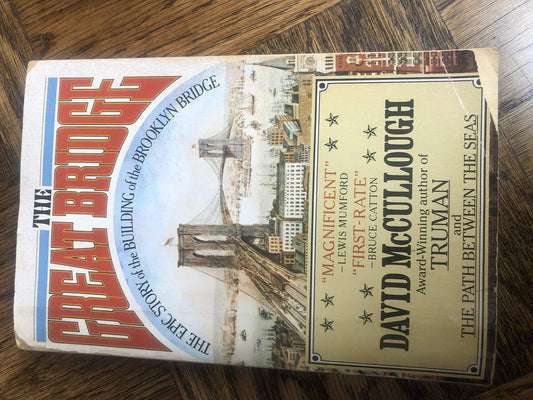 THE
GREAT BRIDGE
THE EPIC STORY of the BUILDING of the BROOKLYN BRIDGE
"MAGNIFICENT"
–LEWIS MUMFORD
"FIRST-RATE"
–BRUCE CATTON
DAVID McCULLOUGH
Award-Winning author of
TRUMAN
and
THE PATH BETWEEN THE SEAS